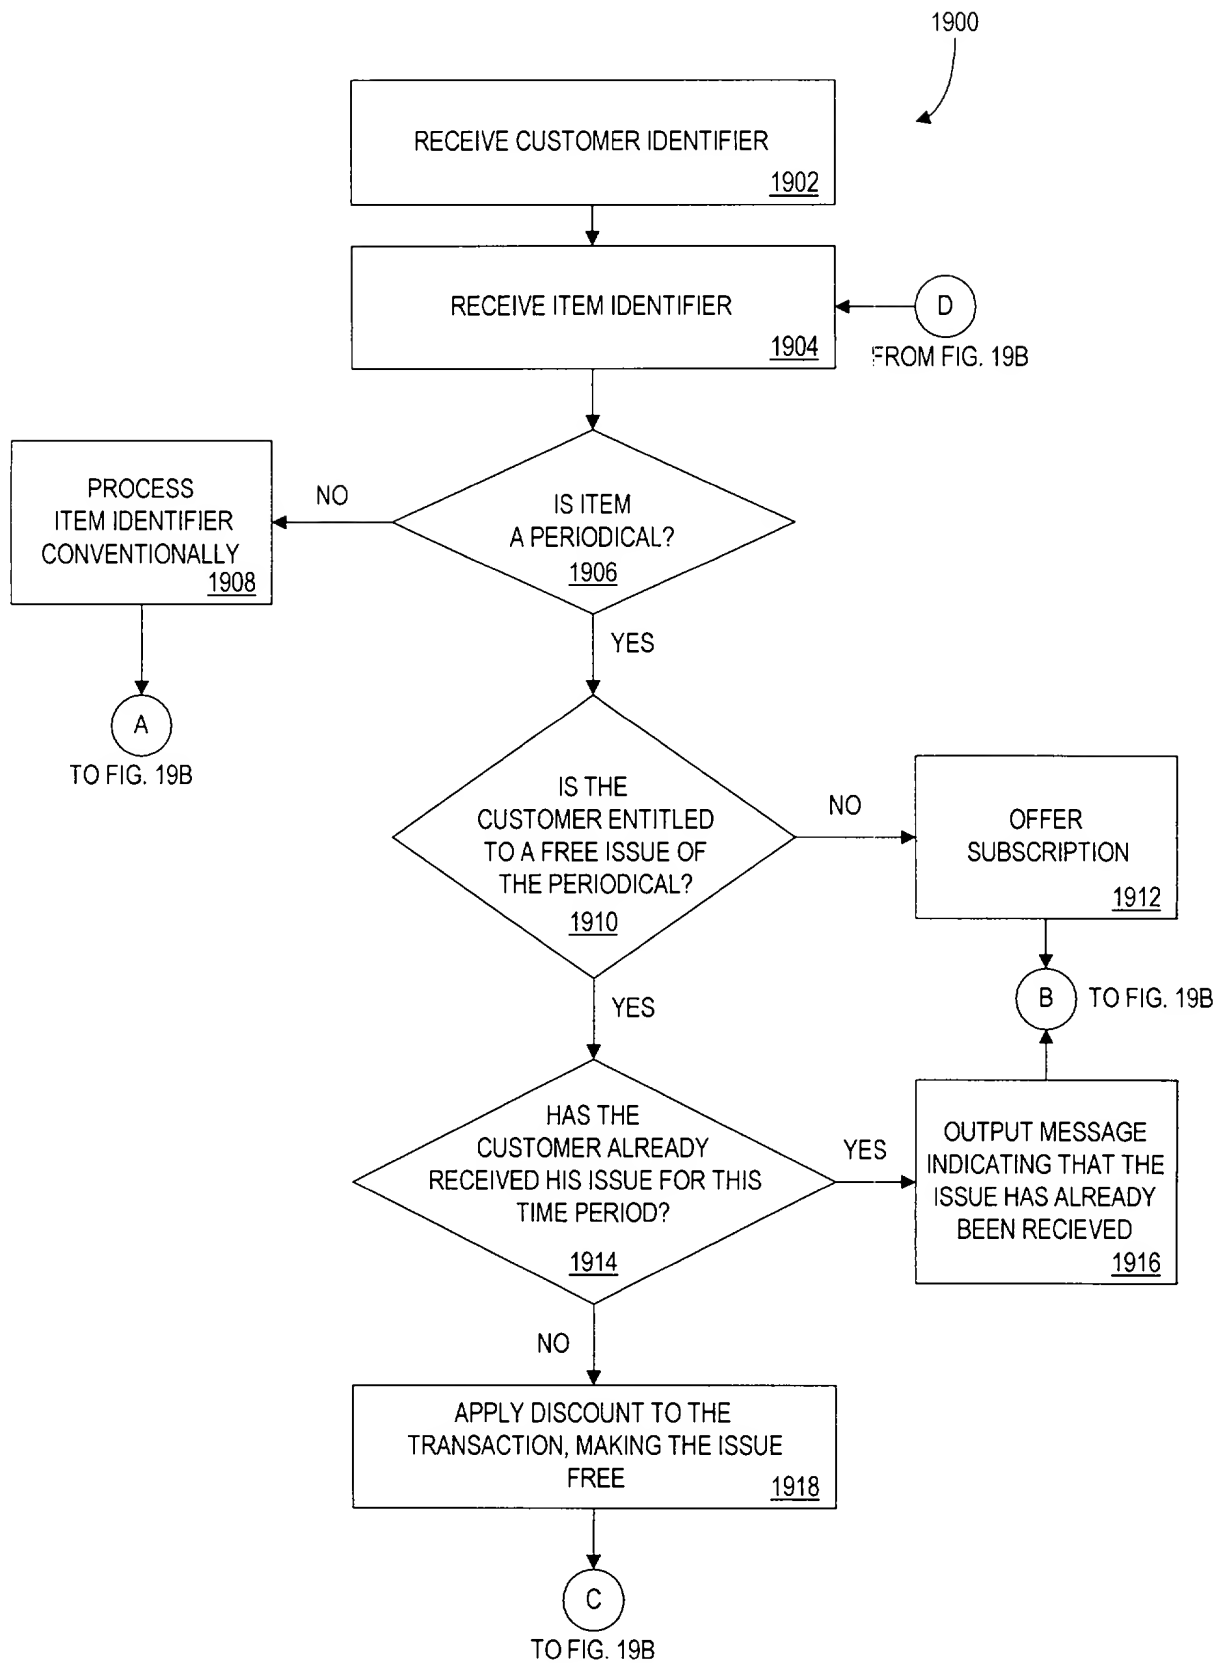 1900
RECEIVE CUSTOMER IDENTIFIER
1902
RECEIVE ITEM IDENTIFIER
1904
D
FROM FIG. 19B
IS ITEM
A PERIODICAL?
1906
NO
PROCESS
ITEM IDENTIFIER
CONVENTIONALLY
1908
YES
A
TO FIG. 19B
IS THE
CUSTOMER ENTITLED
TO A FREE ISSUE OF
THE PERIODICAL?
1910
NO
OFFER
SUBSCRIPTION
1912
YES
B
TO FIG. 19B
HAS THE
CUSTOMER ALREADY
RECEIVED HIS ISSUE FOR THIS
TIME PERIOD?
1914
YES
OUTPUT MESSAGE
INDICATING THAT THE
ISSUE HAS ALREADY
BEEN RECIEVED
1916
NO
APPLY DISCOUNT TO THE
TRANSACTION, MAKING THE ISSUE
FREE
1918
C
TO FIG. 19B